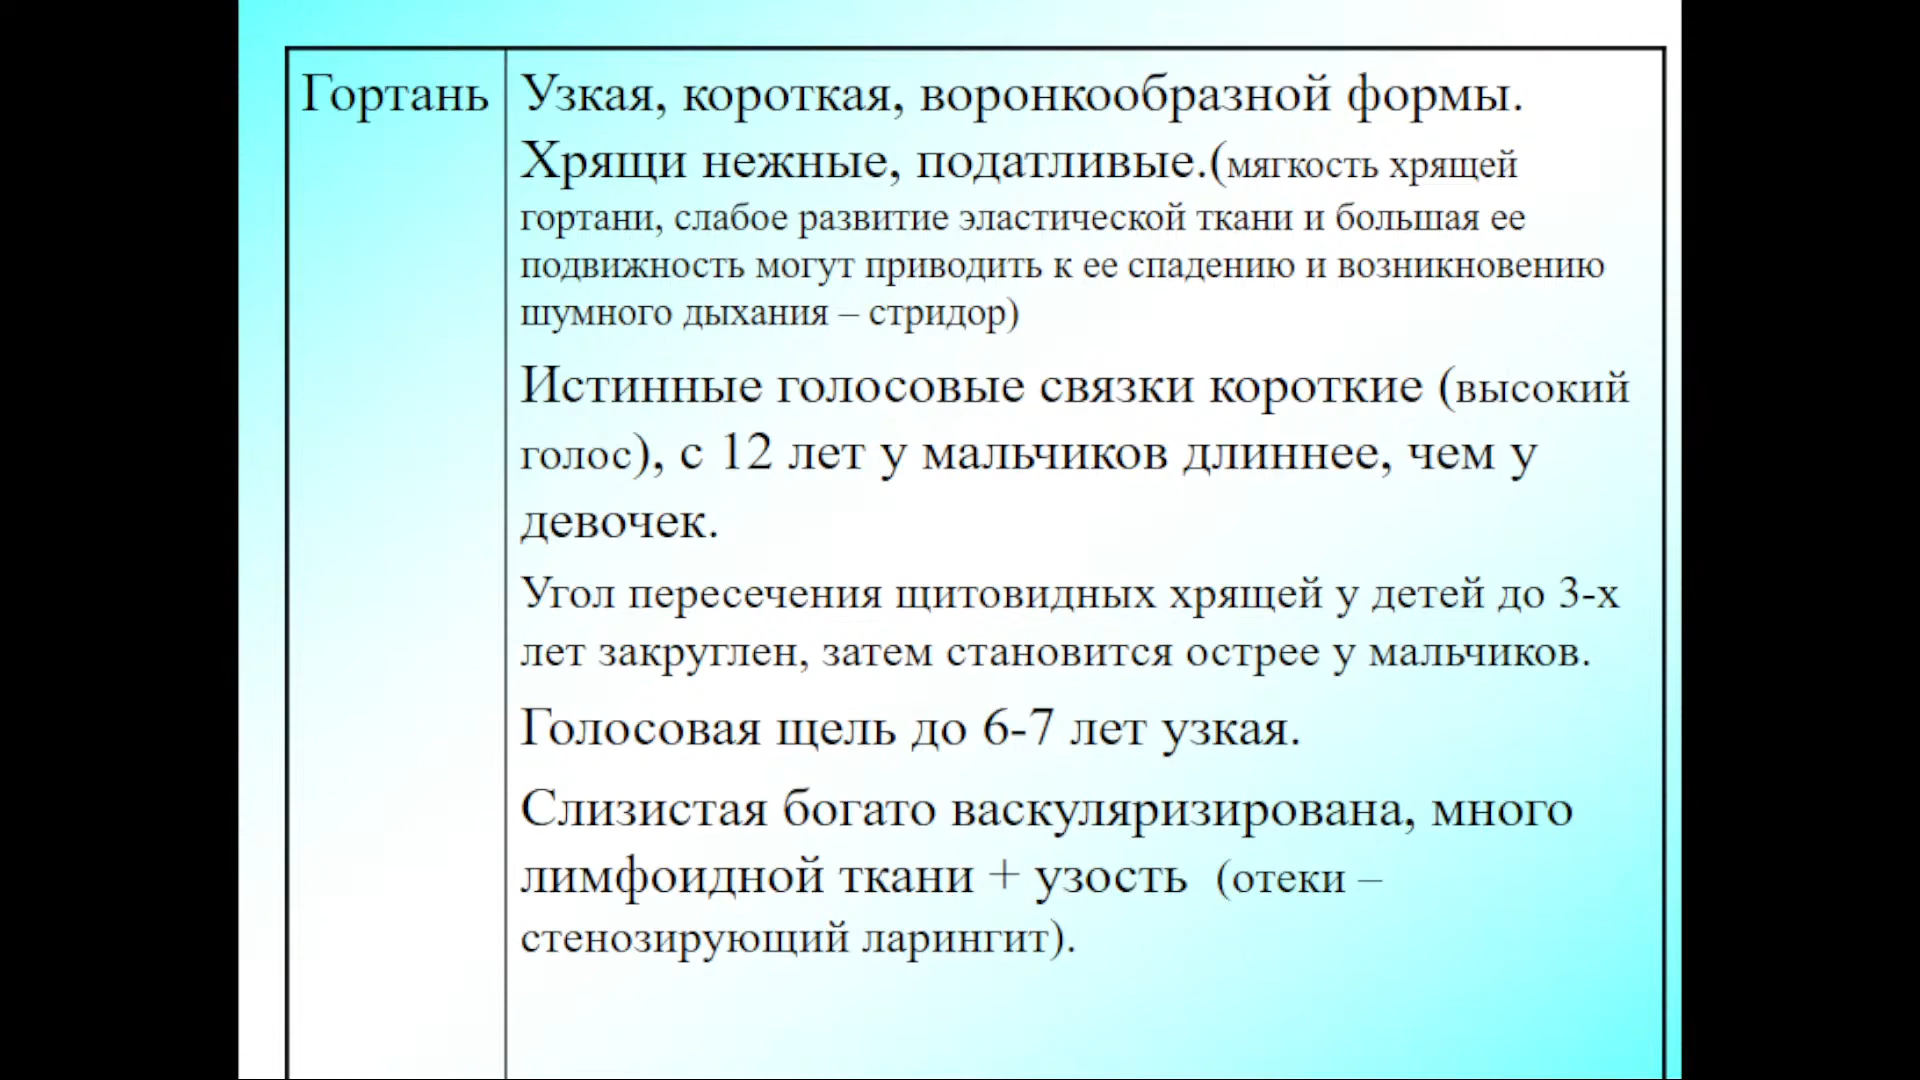 Гортань
Узкая, короткая, воронкообразной формы.
Хрящи нежные, податливые.(мягкость хрящей
гортани, слабое развитие эластической ткани и большая ее
подвижность могут приводить к ее спадению и возникновению
шумного дыхания – стридор)
Истинные голосовые связки короткие (высокий
голос), с 12 лет у мальчиков длиннее, чем у
девочек.
Угол пересечения щитовидных хрящей у детей до 3-х
лет закруглен, затем становится острее у мальчиков.
Голосовая щель до 6-7 лет узкая.
Слизистая богато васкуляризирована, много
лимфоидной ткани + узость (отеки –
стенозирующий ларингит).